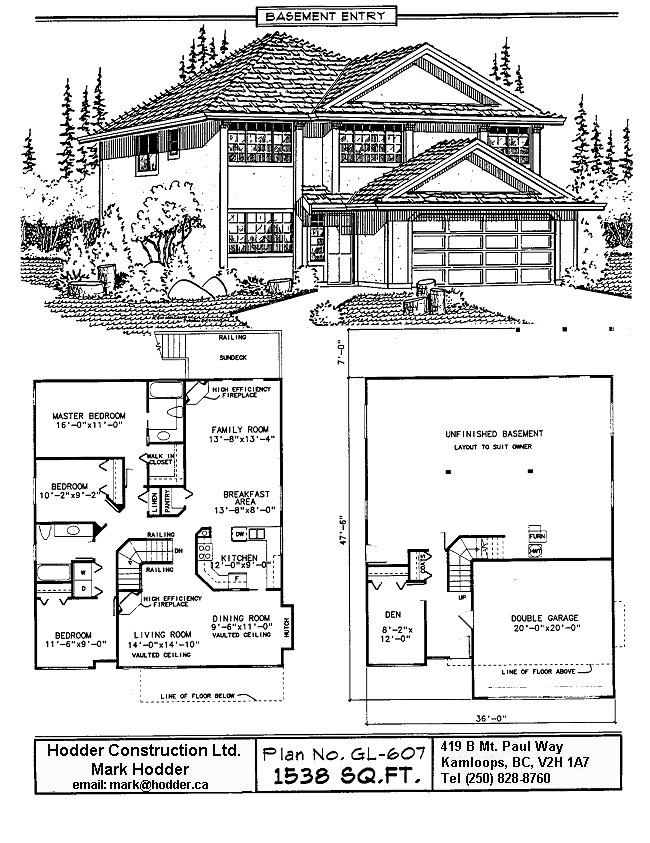 BASEMENT ENTRY
RAILING
SUNDECK
HIGH EFFICIENCY
FIREPLACE
MASTER BEDROOM
16'-0"x11'-0"
FAMILY ROOM
13'-8"x13'-4"
WALK IN
CLOSET
BEDROOM
10'-2"x9'-2"
LINEN
PANTRY
BREAKFAST
AREA
13'-8"x8'-0"
RAILING
DN
RAILING
DW
KITCHEN
12'-0"x9'-0"
F.
W
D
HIGH EFFICIENCY
FIREPLACE
BEDROOM
11'-6"x9'-0"
LIVING ROOM
14'-0"x14'-10"
VAULTED CEILING
DINING ROOM
9'-6"x11'-0"
VAULTED CEILING
HUTCH
LINE OF FLOOR BELOW
7'-0"
47'-6"
UNFINISHED BASEMENT
LAYOUT TO SUIT OWNER
FURN
HWT
COATS
UP
DEN
8'-2"x
12'-0"
DOUBLE GARAGE
20'-0"x20'-0"
LINE OF FLOOR ABOVE
36'-0"
Hodder Construction Ltd.
Mark Hodder
email: mark@hodder.ca
Plan No. GL-607
1538 SQ.FT.
419 B Mt. Paul Way
Kamloops, BC, V2H 1A7
Tel (250) 828-8760